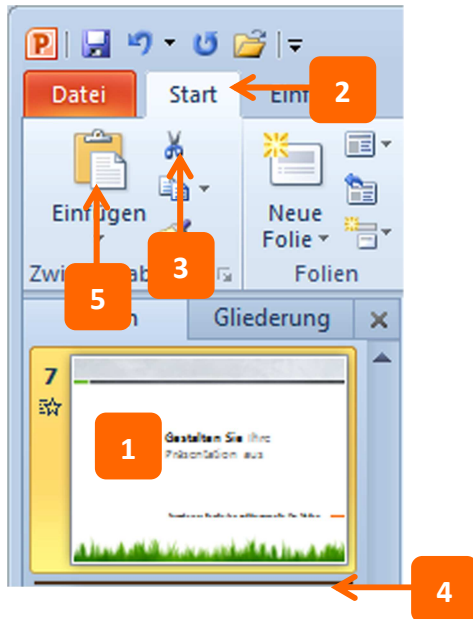 P
Datei Start Einf 2
Einfügen
Neue
Folie
3
Zwi ab Folien
5
n Gliederung
7
1
Gestalten Sie Ihre
Präsentation aus
4